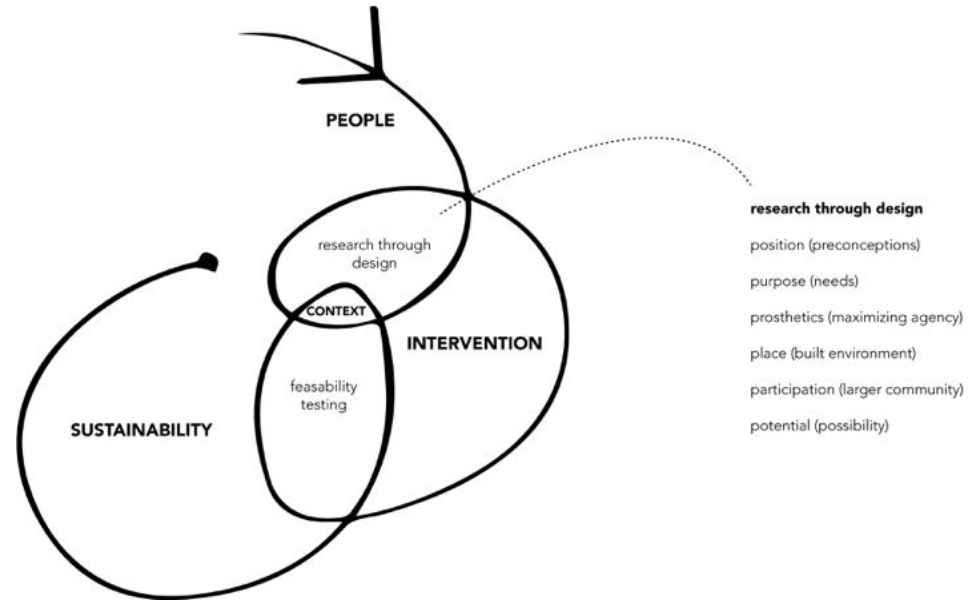 PEOPLE
research through
design
CONTEXT
INTERVENTION
feasability
testing
SUSTAINABILITY
research through design
position (preconceptions)
purpose (needs)
prosthetics (maximizing agency)
place (built environment)
participation (larger community)
potential (possibility)